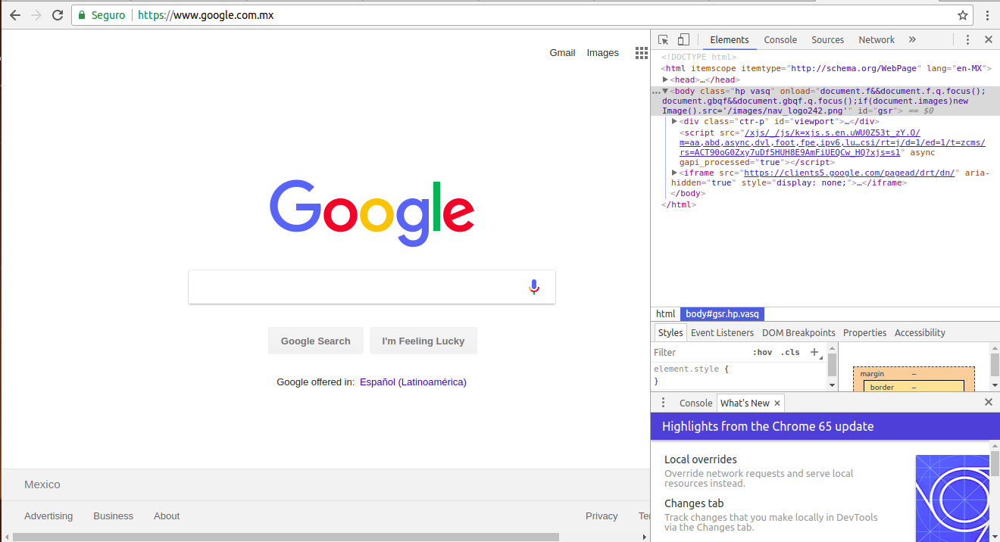 Seguro https://www.google.com.mx
Gmail Images
Google
Google Search I'm Feeling Lucky
Google offered in: Español (Latinoamérica)
Mexico
Advertising Business About Privacy
Elements Console Sources Network »
<!DOCTYPE html>
<html itemscope itemtype="http://schema.org/WebPage" lang="en-MX">
▶<head>…</head>
…▼<body class="hp vasq" onload="document.f&&document.f.q.focus();
document.gbqf&&document.gbqf.q.focus();if(document.images)new
Image().src='/images/nav_logo242.png'" id="gsr"> == $0
▶<div class="ctr-p" id="viewport">…</div>
<script src="/xjs/_/js/k=xjs.s.en.uWU0Z53t_zY.O/
m=aa,abd,async,dvl,foot,fpe,ipv6,lu…csi/rt=j/d=1/ed=1/t=zcms/
rs=ACT90oG0Zxy7uDf5HUH8E9AmFiUEQCw_HQ?xjs=s1" async
gapi_processed="true"></script>
▶<iframe src="https://clients5.google.com/pagead/drt/dn/" aria-
hidden="true" style="display: none;">…</iframe>
</body>
</html>
html body#gsr.hp.vasq
Styles Event Listeners DOM Breakpoints Properties Accessibility
Filter :hov .cls +
element.style {
}
margin –
border –
Console What's New ×
Highlights from the Chrome 65 update
Local overrides
Override network requests and serve local
resources instead.
Changes tab
Track changes that you make locally in DevTools
via the Changes tab.